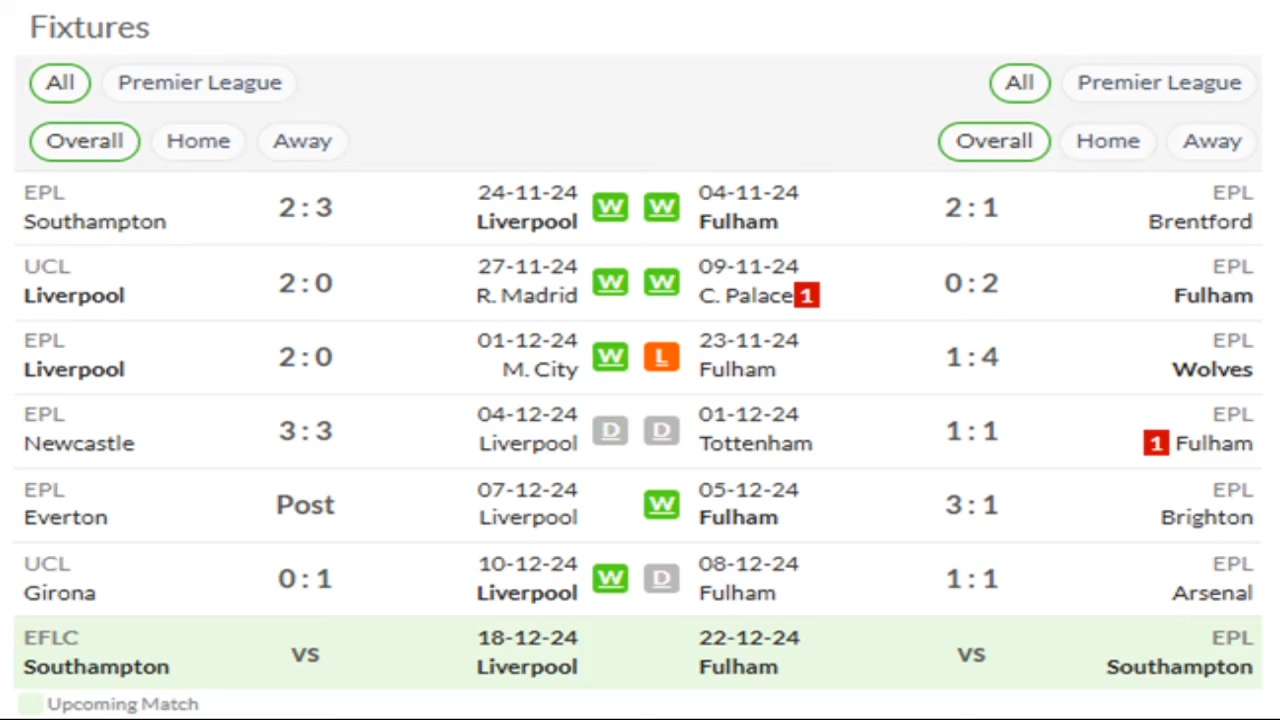 Fixtures
All Premier League All Premier League
Overall Home Away Overall Home Away
EPL 24-11-24 04-11-24 EPL
2:3 W W 2:1
Southampton Liverpool Fulham Brentford
UCL 27-11-24 09-11-24 EPL
2:0 W W 0:2
Liverpool R. Madrid C. Palace 1 Fulham
EPL 01-12-24 23-11-24 EPL
2:0 W L 1:4
Liverpool M. City Fulham Wolves
EPL 04-12-24 01-12-24 EPL
3:3 D D 1:1
Newcastle Liverpool Tottenham 1 Fulham
EPL 07-12-24 05-12-24 EPL
Post W 3:1
Everton Liverpool Fulham Brighton
UCL 10-12-24 08-12-24 EPL
0:1 W D 1:1
Girona Liverpool Fulham Arsenal
EFLC 18-12-24 22-12-24 EPL
vs vs
Southampton Liverpool Fulham Southampton
Upcoming Match